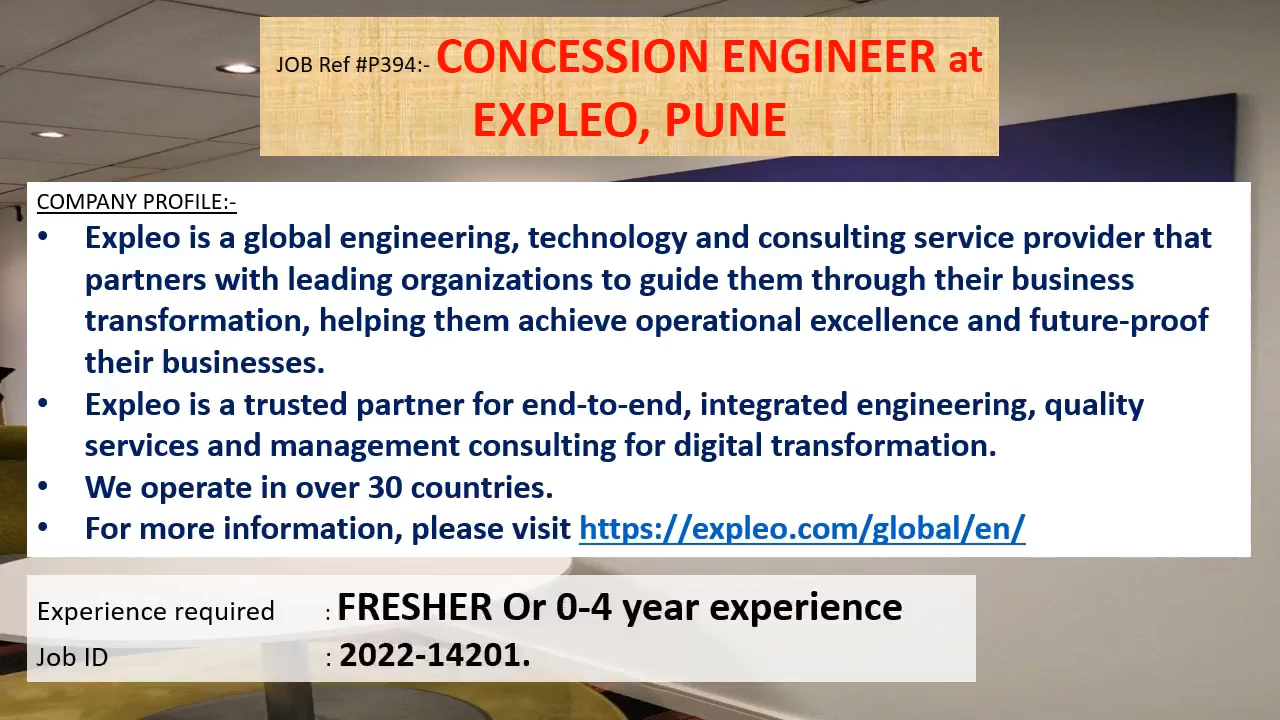 JOB Ref #P394:- CONCESSION ENGINEER at
EXPLEO, PUNE
COMPANY PROFILE:-
• Expleo is a global engineering, technology and consulting service provider that
partners with leading organizations to guide them through their business
transformation, helping them achieve operational excellence and future-proof
their businesses.
• Expleo is a trusted partner for end-to-end, integrated engineering, quality
services and management consulting for digital transformation.
• We operate in over 30 countries.
• For more information, please visit https://expleo.com/global/en/
Experience required : FRESHER Or 0-4 year experience
Job ID : 2022-14201.